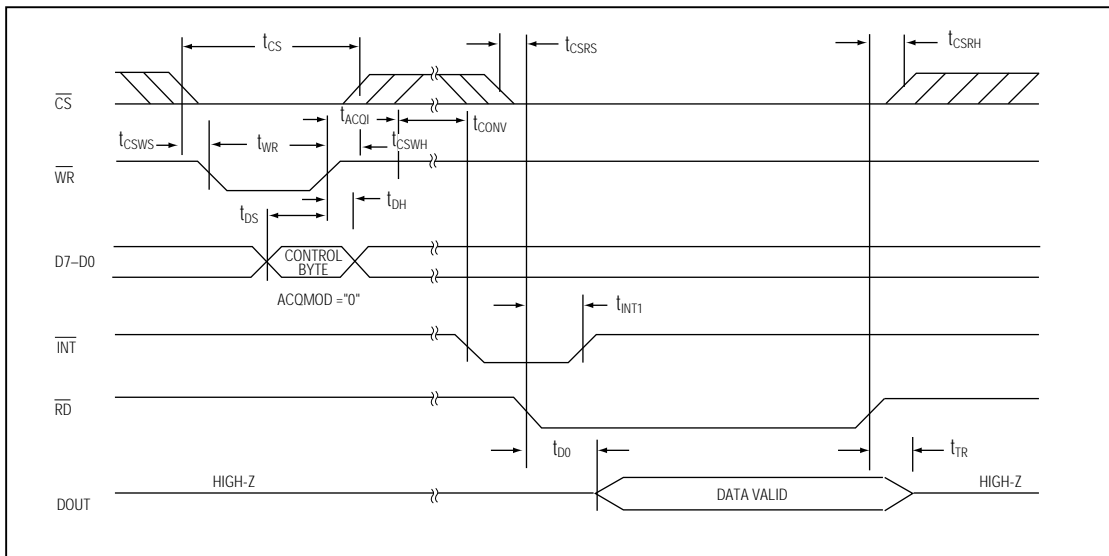 tCS
tCSRS
tCSRH
CS
tACQI
tCONV
tCSWS
tWR
tCSWH
WR
tDH
tDS
D7–D0
CONTROL
BYTE
ACQMOD ="0"
tINT1
INT
RD
tD0
tTR
HIGH-Z
DATA VALID
HIGH-Z
DOUT